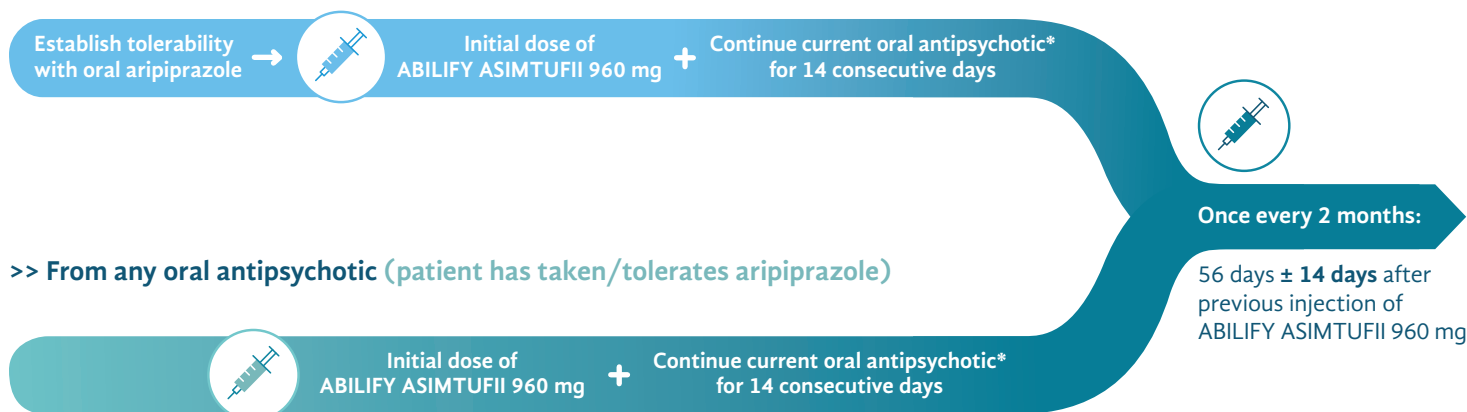 Establish tolerability
with oral aripiprazole
Initial dose of
ABILIFY ASIMTUFII 960 mg
+
Continue current oral antipsychotic*
for 14 consecutive days
Once every 2 months:
56 days ± 14 days after
previous injection of
ABILIFY ASIMTUFII 960 mg
>> From any oral antipsychotic (patient has taken/tolerates aripiprazole)
Initial dose of
ABILIFY ASIMTUFII 960 mg
+
Continue current oral antipsychotic*
for 14 consecutive days